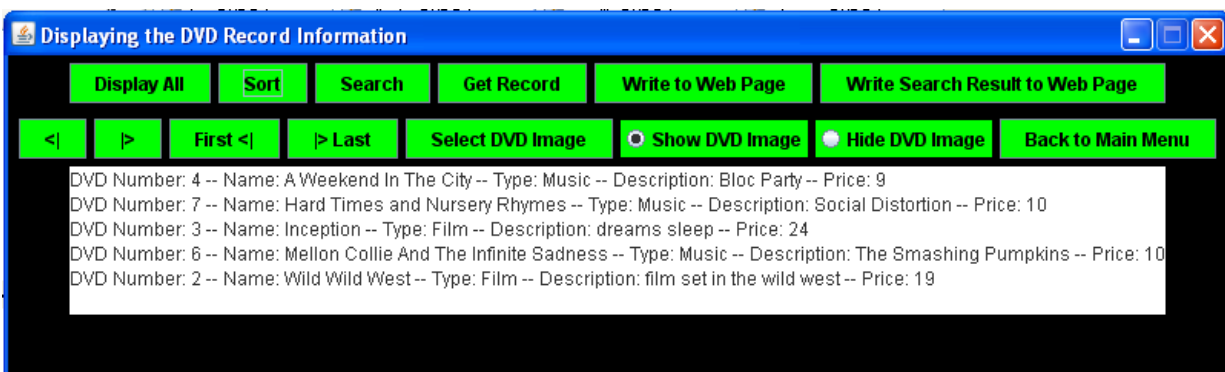 Displaying the DVD Record Information
Display All Sort Search Get Record Write to Web Page Write Search Result to Web Page
<| |> First <| |> Last Select DVD Image Show DVD Image Hide DVD Image Back to Main Menu
DVD Number: 4 -- Name: A Weekend In The City -- Type: Music -- Description: Bloc Party -- Price: 9
DVD Number: 7 -- Name: Hard Times and Nursery Rhymes -- Type: Music -- Description: Social Distortion -- Price: 10
DVD Number: 3 -- Name: Inception -- Type: Film -- Description: dreams sleep -- Price: 24
DVD Number: 6 -- Name: Mellon Collie And The Infinite Sadness -- Type: Music -- Description: The Smashing Pumpkins -- Price: 10
DVD Number: 2 -- Name: Wild Wild West -- Type: Film -- Description: film set in the wild west -- Price: 19